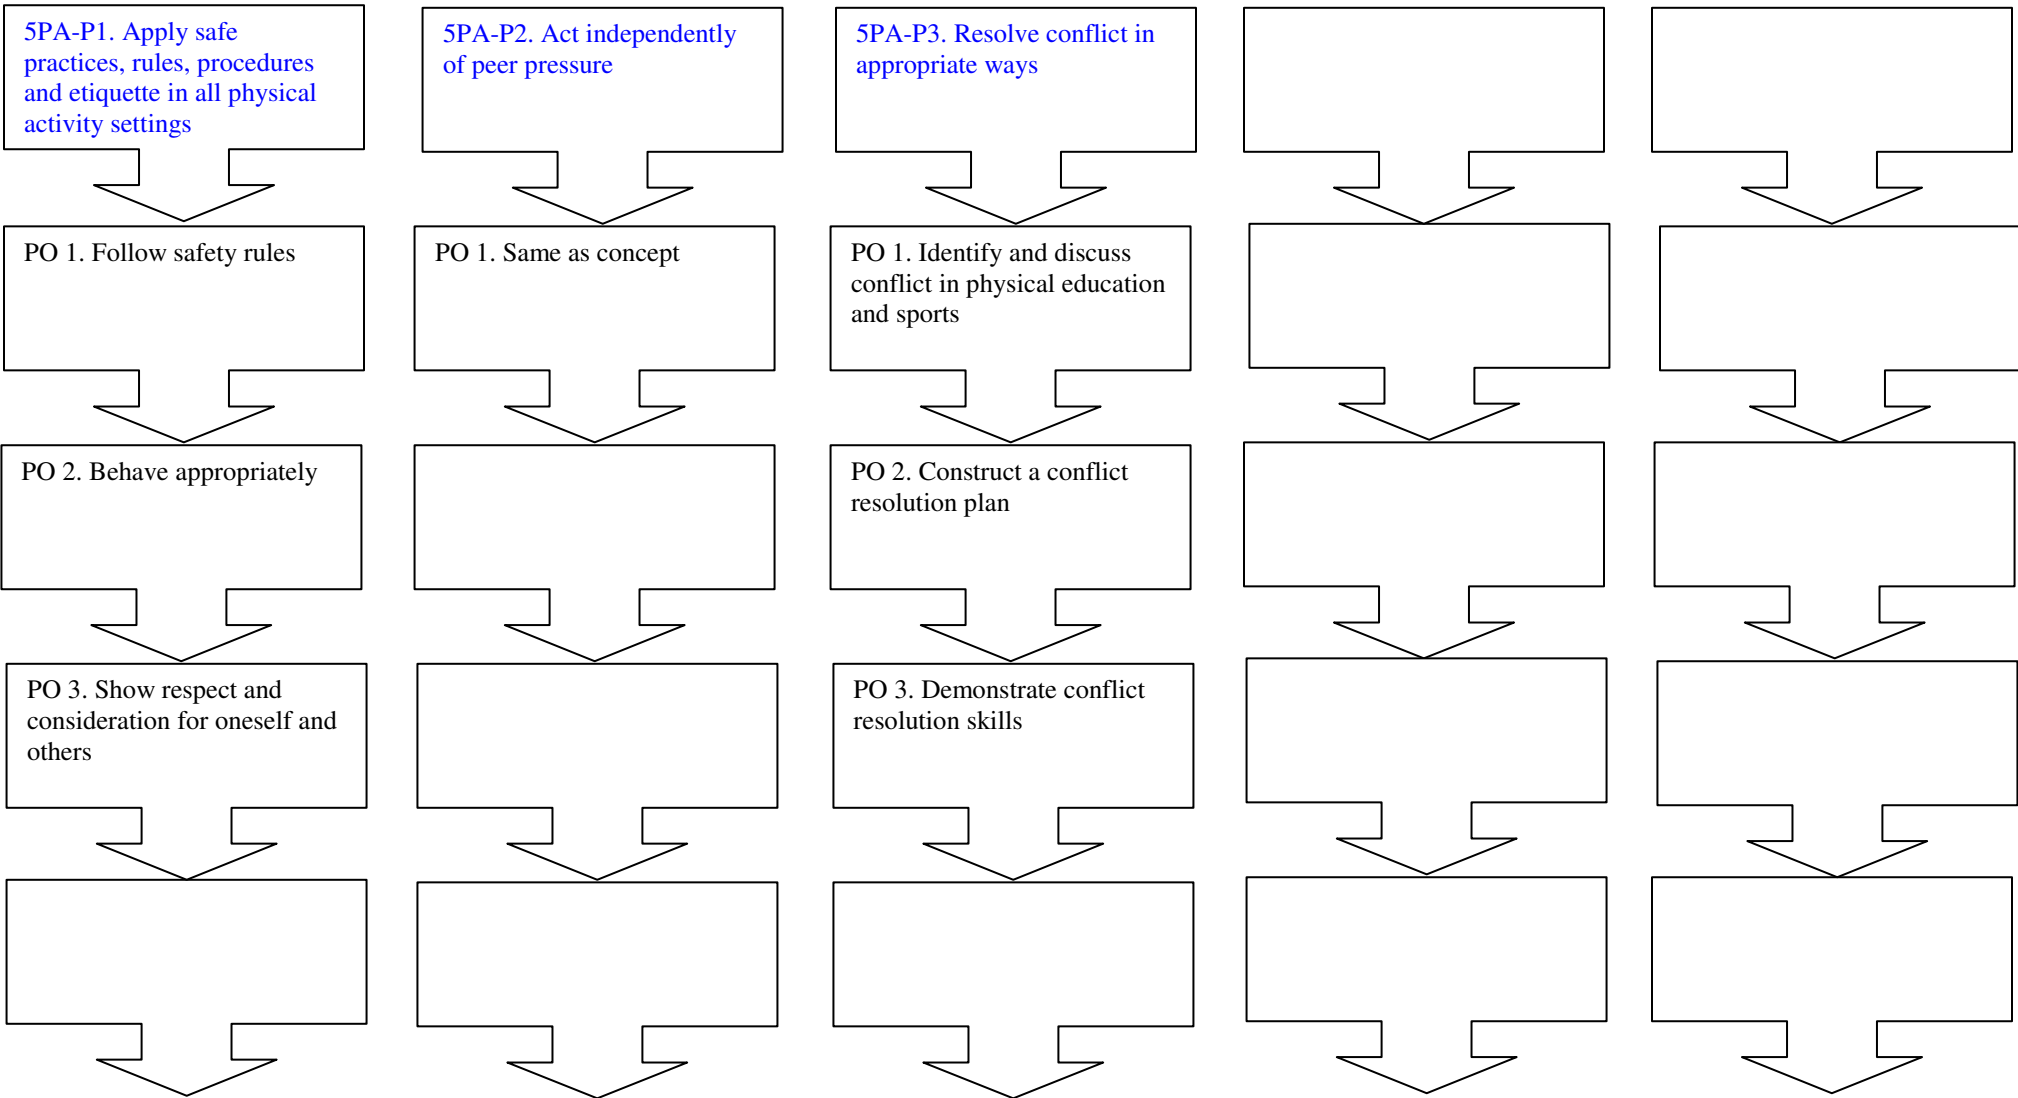 5PA-P1. Apply safe
practices, rules, procedures
and etiquette in all physical
activity settings
5PA-P2. Act independently
of peer pressure
5PA-P3. Resolve conflict in
appropriate ways
PO 1. Follow safety rules
PO 1. Same as concept
PO 1. Identify and discuss
conflict in physical education
and sports
PO 2. Behave appropriately
PO 2. Construct a conflict
resolution plan
PO 3. Show respect and
consideration for oneself and
others
PO 3. Demonstrate conflict
resolution skills